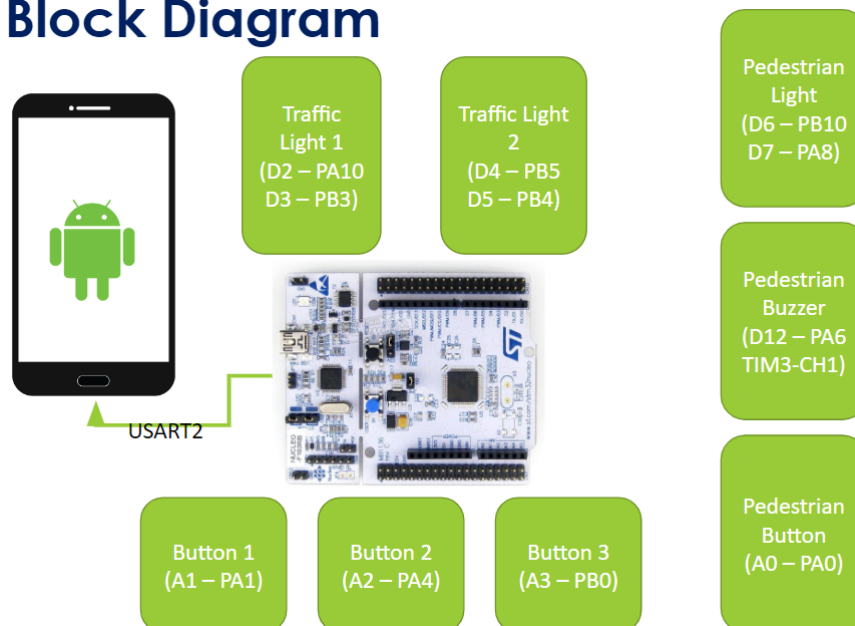 Block Diagram
Traffic
Light 1
(D2 – PA10
D3 – PB3)
Traffic Light
2
(D4 – PB5
D5 – PB4)
Pedestrian
Light
(D6 – PB10
D7 – PA8)
Pedestrian
Buzzer
(D12 – PA6
TIM3-CH1)
USART2
NUCLEO
Button 1
(A1 – PA1)
Button 2
(A2 – PA4)
Button 3
(A3 – PB0)
Pedestrian
Button
(A0 – PA0)